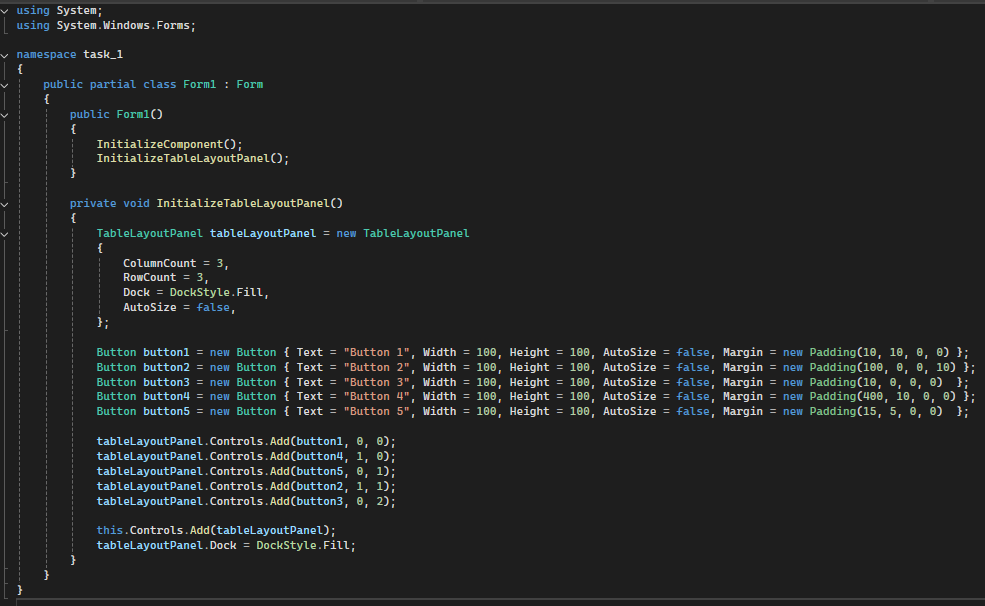 using System;
using System.Windows.Forms;
namespace task_1
{
public partial class Form1 : Form
{
public Form1()
{
InitializeComponent();
InitializeTableLayoutPanel();
}
private void InitializeTableLayoutPanel()
{
TableLayoutPanel tableLayoutPanel = new TableLayoutPanel
{
ColumnCount = 3,
RowCount = 3,
Dock = DockStyle.Fill,
AutoSize = false,
};
Button button1 = new Button { Text = "Button 1", Width = 100, Height = 100, AutoSize = false, Margin = new Padding(10, 10, 0, 0) };
Button button2 = new Button { Text = "Button 2", Width = 100, Height = 100, AutoSize = false, Margin = new Padding(100, 0, 0, 10) };
Button button3 = new Button { Text = "Button 3", Width = 100, Height = 100, AutoSize = false, Margin = new Padding(10, 0, 0, 0)  };
Button button4 = new Button { Text = "Button 4", Width = 100, Height = 100, AutoSize = false, Margin = new Padding(400, 10, 0, 0) };
Button button5 = new Button { Text = "Button 5", Width = 100, Height = 100, AutoSize = false, Margin = new Padding(15, 5, 0, 0)  };
tableLayoutPanel.Controls.Add(button1, 0, 0);
tableLayoutPanel.Controls.Add(button4, 1, 0);
tableLayoutPanel.Controls.Add(button5, 0, 1);
tableLayoutPanel.Controls.Add(button2, 1, 1);
tableLayoutPanel.Controls.Add(button3, 0, 2);
this.Controls.Add(tableLayoutPanel);
tableLayoutPanel.Dock = DockStyle.Fill;
}
}
}